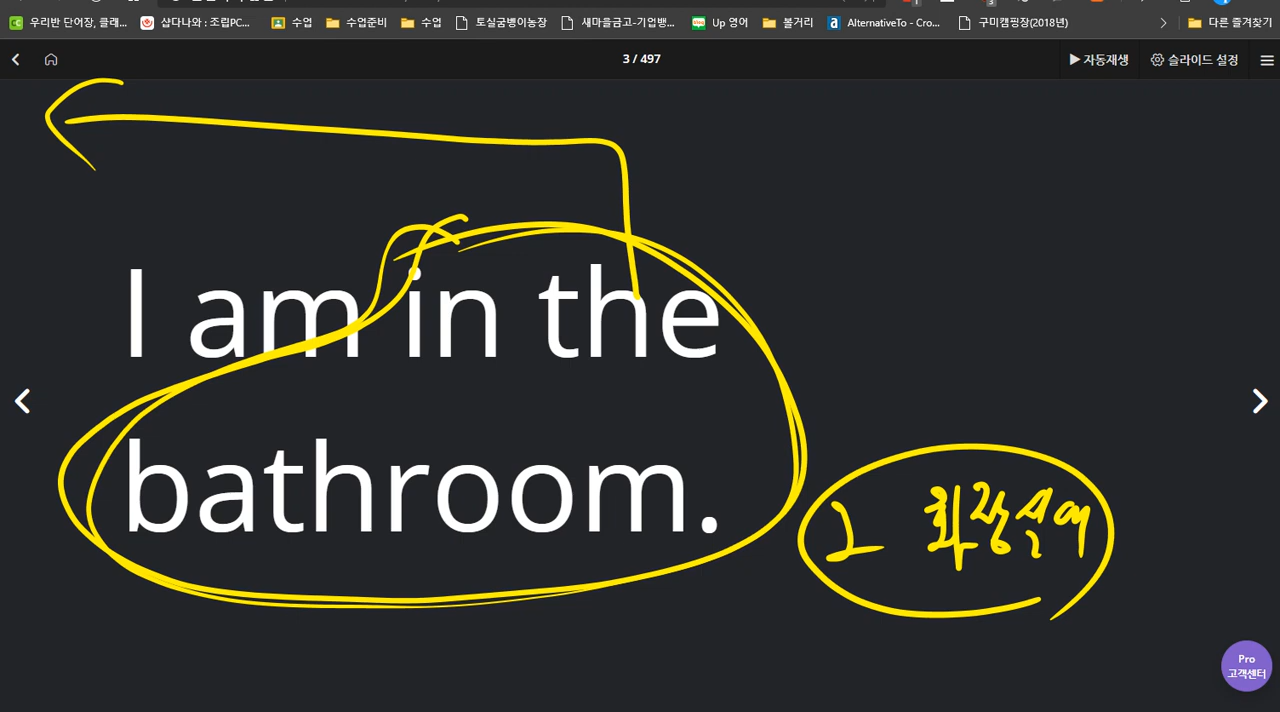 우리반 단어장, 클래... 샵다나와 : 조립PC... 수업 수업준비 수업 토실굼뱅이농장 새마을금고-기업뱅... Up 영어 볼거리 AlternativeTo - Cro... 구미캠핑장(2018년) 다른 즐겨찾기
3 / 497 자동재생 슬라이드 설정
I am in the
bathroom.
그 화장실에
Pro
고객센터